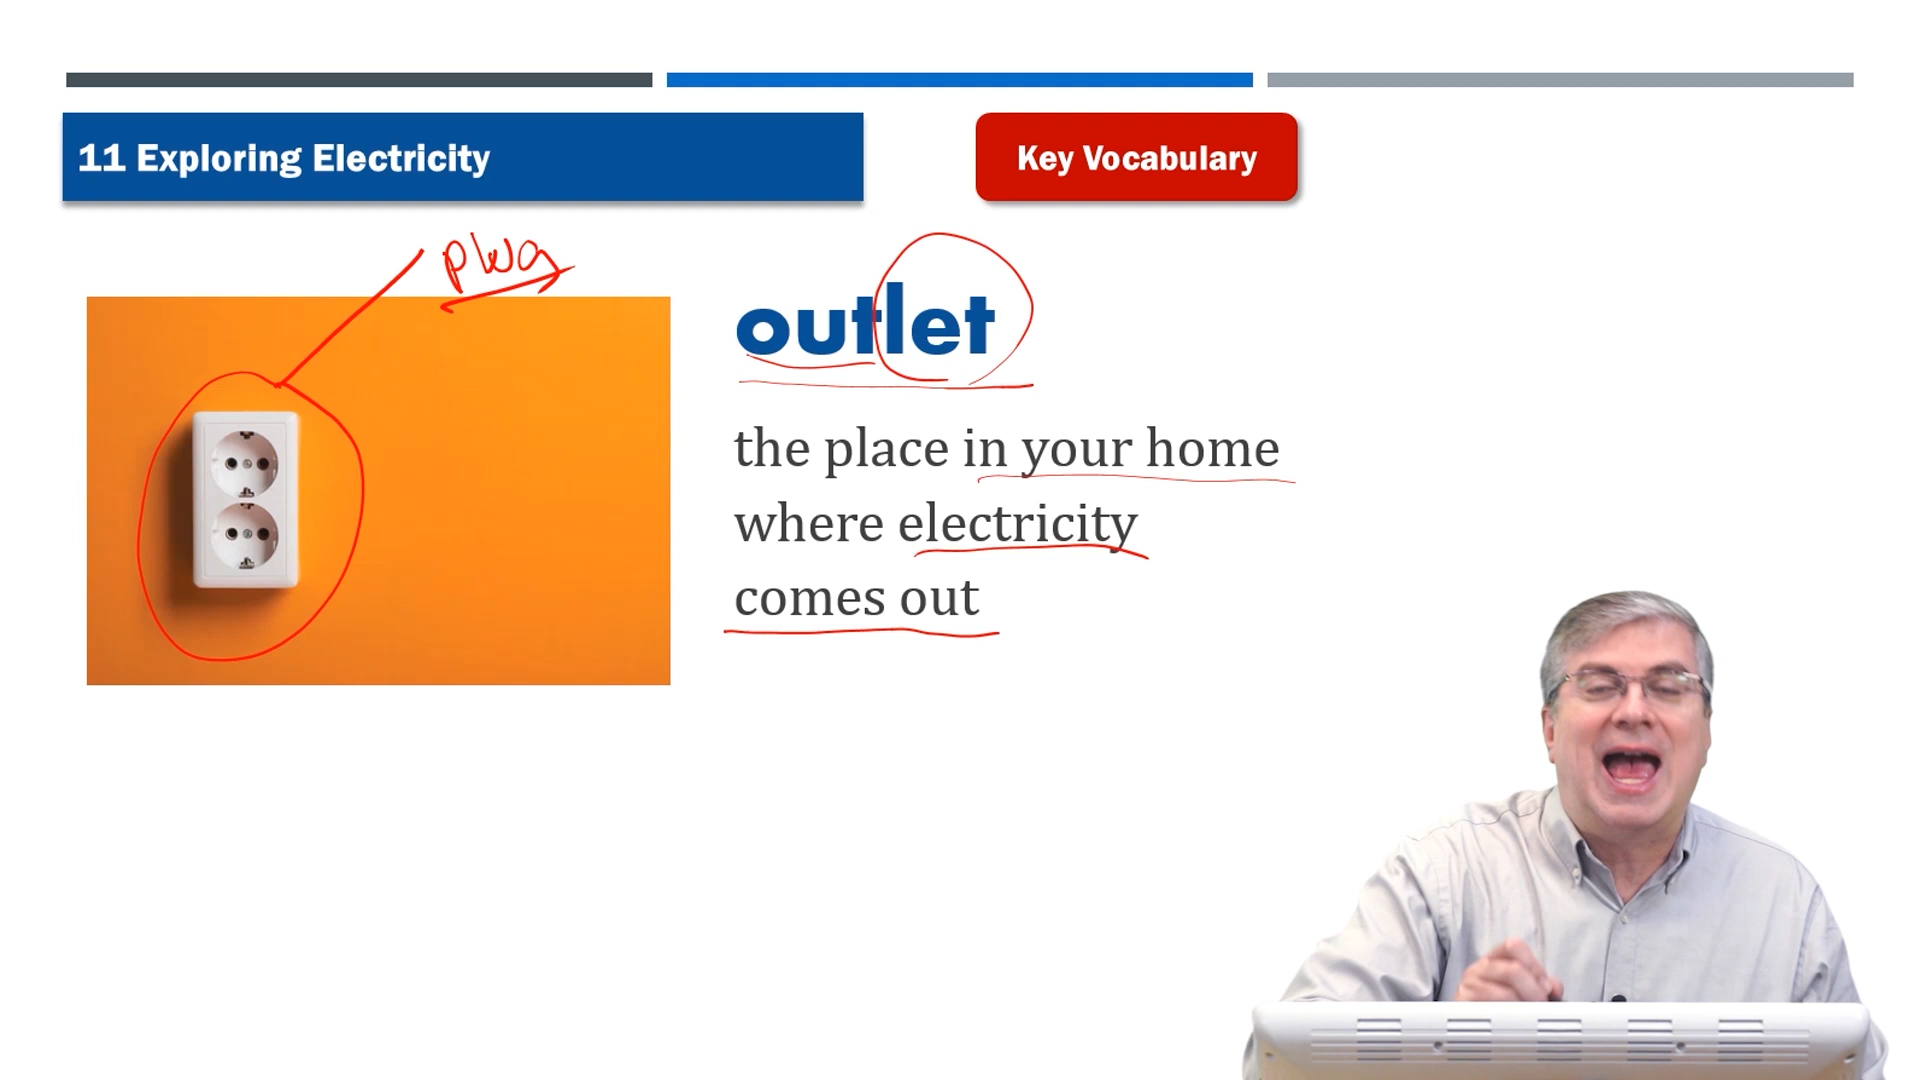 11 Exploring Electricity
Key Vocabulary
plug
outlet
the place in your home
where electricity
comes out